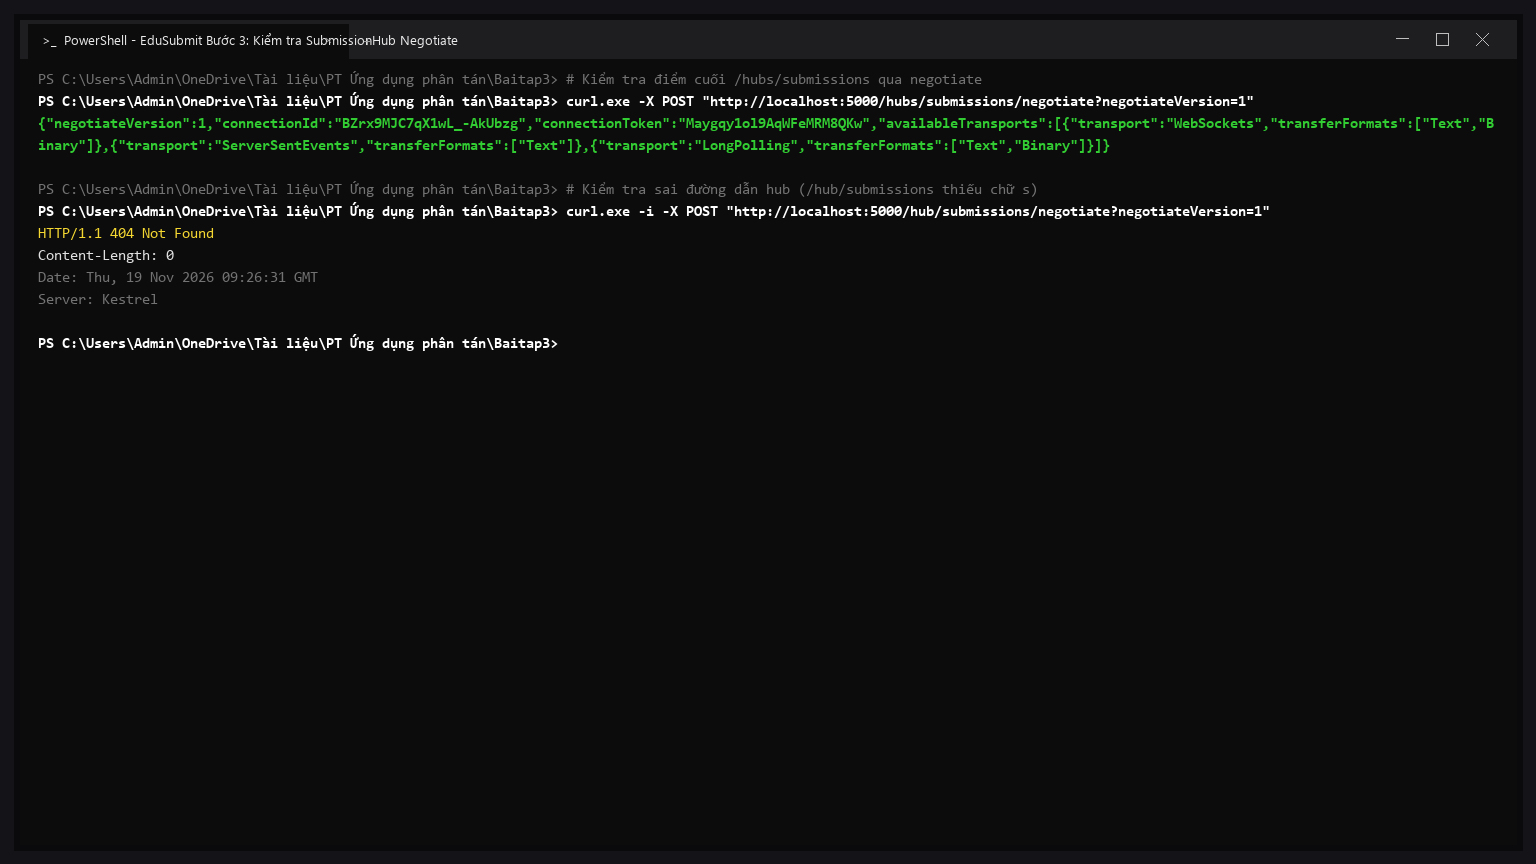 >_ PowerShell - EduSubmit Bước 3: Kiểm tra SubmissionHub Negotiate
PS C:\Users\Admin\OneDrive\Tài liệu\PT Ứng dụng phân tán\Baitap3> # Kiểm tra điểm cuối /hubs/submissions qua negotiate
PS C:\Users\Admin\OneDrive\Tài liệu\PT Ứng dụng phân tán\Baitap3> curl.exe -X POST "http://localhost:5000/hubs/submissions/negotiate?negotiateVersion=1"
{"negotiateVersion":1,"connectionId":"BZrx9MJC7qX1wL_-AkUbzg","connectionToken":"Maygqy1ol9AqWFeMRM8QKw","availableTransports":[{"transport":"WebSockets","transferFormats":["Text","B
inary"]},{"transport":"ServerSentEvents","transferFormats":["Text"]},{"transport":"LongPolling","transferFormats":["Text","Binary"]}]}
PS C:\Users\Admin\OneDrive\Tài liệu\PT Ứng dụng phân tán\Baitap3> # Kiểm tra sai đường dẫn hub (/hub/submissions thiếu chữ s)
PS C:\Users\Admin\OneDrive\Tài liệu\PT Ứng dụng phân tán\Baitap3> curl.exe -i -X POST "http://localhost:5000/hub/submissions/negotiate?negotiateVersion=1"
HTTP/1.1 404 Not Found
Content-Length: 0
Date: Thu, 19 Nov 2026 09:26:31 GMT
Server: Kestrel
PS C:\Users\Admin\OneDrive\Tài liệu\PT Ứng dụng phân tán\Baitap3>